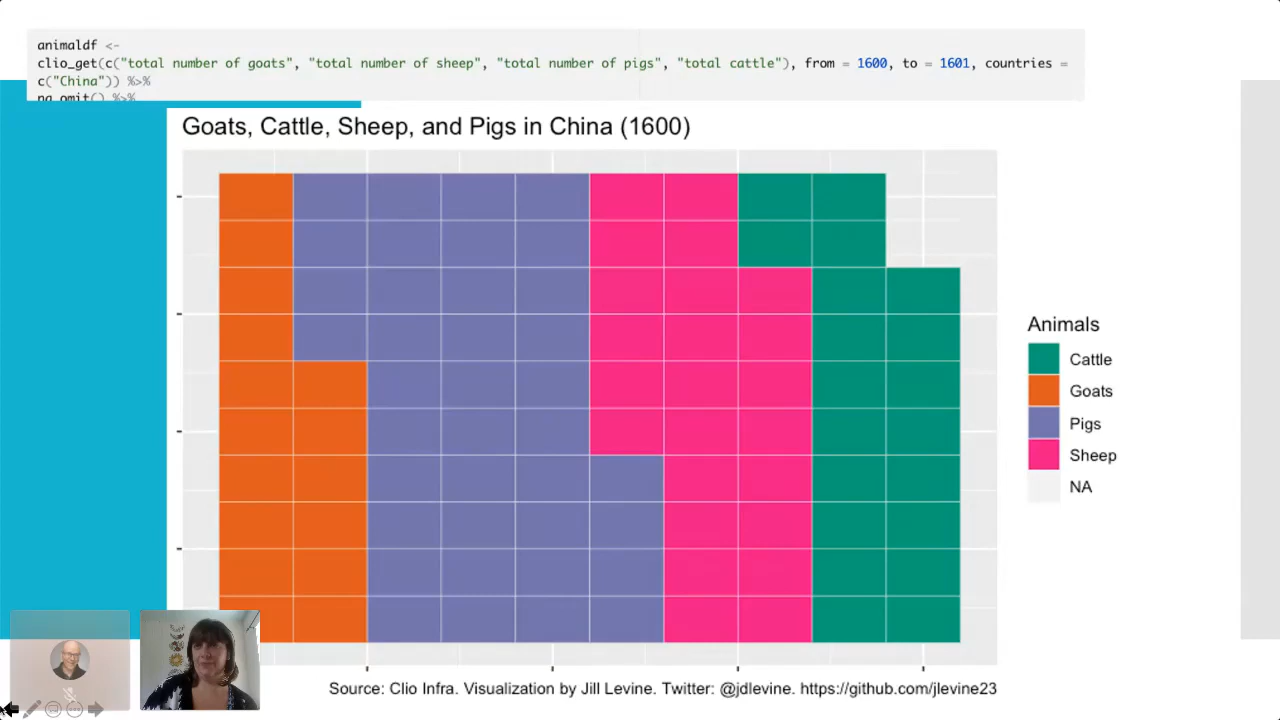 animaldf <-
clio_get(c("total number of goats", "total number of sheep", "total number of pigs", "total cattle"), from = 1600, to = 1601, countries =
c("China")) %>%
na.omit() %>%
Goats, Cattle, Sheep, and Pigs in China (1600)
Animals
Cattle
Goats
Pigs
Sheep
NA
Source: Clio Infra. Visualization by Jill Levine. Twitter: @jdlevine. https://github.com/jlevine23